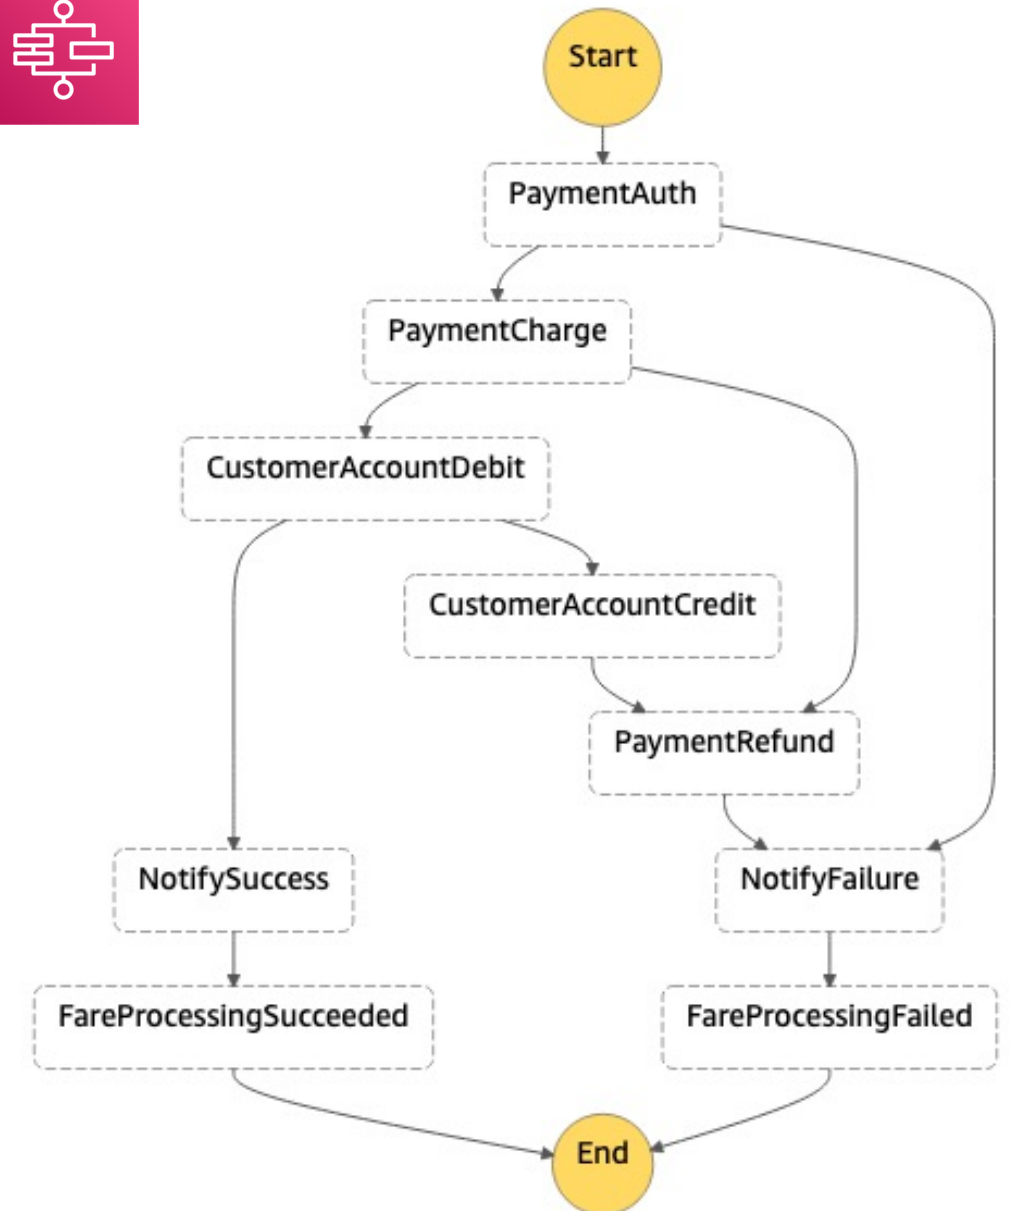 Start
PaymentAuth
PaymentCharge
CustomerAccountDebit
CustomerAccountCredit
PaymentRefund
NotifySuccess
NotifyFailure
FareProcessingSucceeded
FareProcessingFailed
End